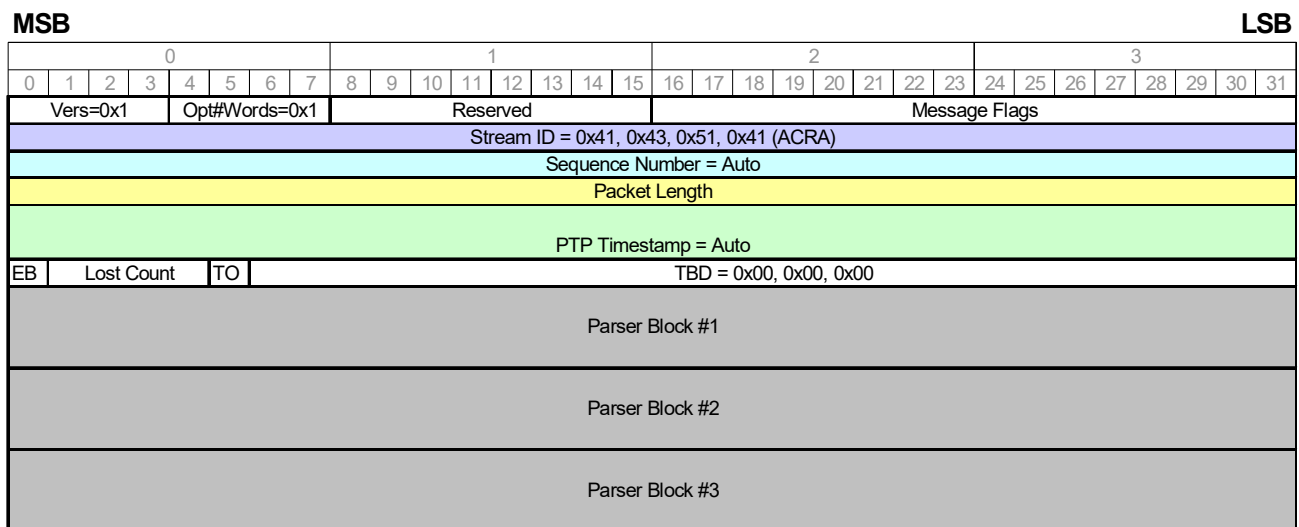 MSB LSB
0 1 2 3
0 1 2 3 4 5 6 7 8 9 10 11 12 13 14 15 16 17 18 19 20 21 22 23 24 25 26 27 28 29 30 31
Vers=0x1 Opt#Words=0x1 Reserved Message Flags
Stream ID = 0x41, 0x43, 0x51, 0x41 (ACRA)
Sequence Number = Auto
Packet Length
PTP Timestamp = Auto
EB Lost Count TO TBD = 0x00, 0x00, 0x00
Parser Block #1
Parser Block #2
Parser Block #3